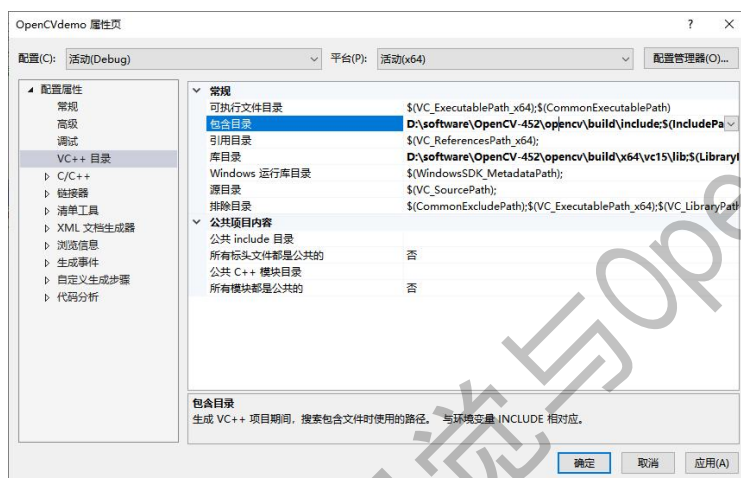 OpenCVdemo 属性页
? ×
配置(C): 活动(Debug) 平台(P): 活动(x64) 配置管理器(O)...
配置属性
常规
高级
调试
VC++ 目录
C/C++
链接器
清单工具
XML 文档生成器
浏览信息
生成事件
自定义生成步骤
代码分析
常规
可执行文件目录 $(VC_ExecutablePath_x64);$(CommonExecutablePath)
包含目录 D:\software\OpenCV-452\opencv\build\include;$(IncludePa
引用目录 $(VC_ReferencesPath_x64);
库目录 D:\software\OpenCV-452\opencv\build\x64\vc15\lib;$(LibraryI
Windows 运行库目录 $(WindowsSDK_MetadataPath);
源目录 $(VC_SourcePath);
排除目录 $(CommonExcludePath);$(VC_ExecutablePath_x64);$(VC_LibraryPath
公共项目内容
公共 include 目录
所有标头文件都是公共的 否
公共 C++ 模块目录
所有模块都是公共的 否
包含目录
生成 VC++ 项目期间，搜索包含文件时使用的路径。 与环境变量 INCLUDE 相对应。
确定 取消 应用(A)
觉与Ope